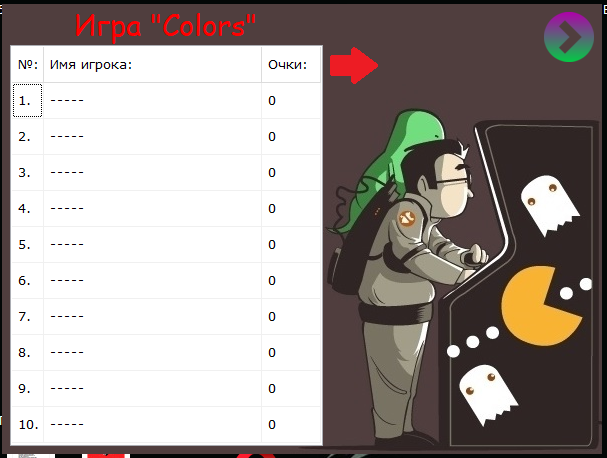 Игра "Colors"
№: Имя игрока: Очки:
1. ----- 0
2. ----- 0
3. ----- 0
4. ----- 0
5. ----- 0
6. ----- 0
7. ----- 0
8. ----- 0
9. ----- 0
10. ----- 0